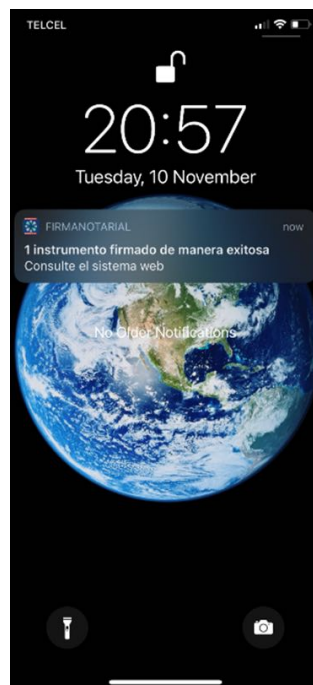 TELCEL
20:57
Tuesday, 10 November
FIRMANOTARIAL now
1 instrumento firmado de manera exitosa
Consulte el sistema web
No Older Notifications